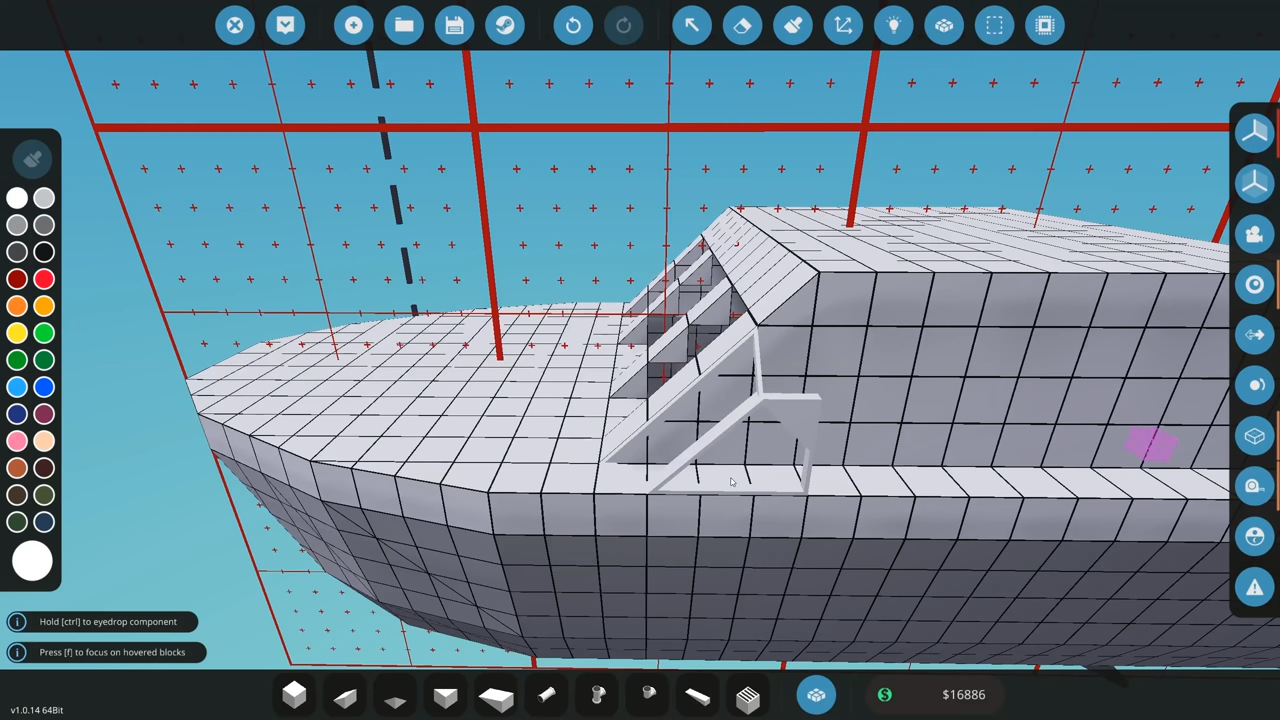 Hold [ctrl] to eyedrop component
Press [f] to focus on hovered blocks
$16886
v1.0.14 64Bit